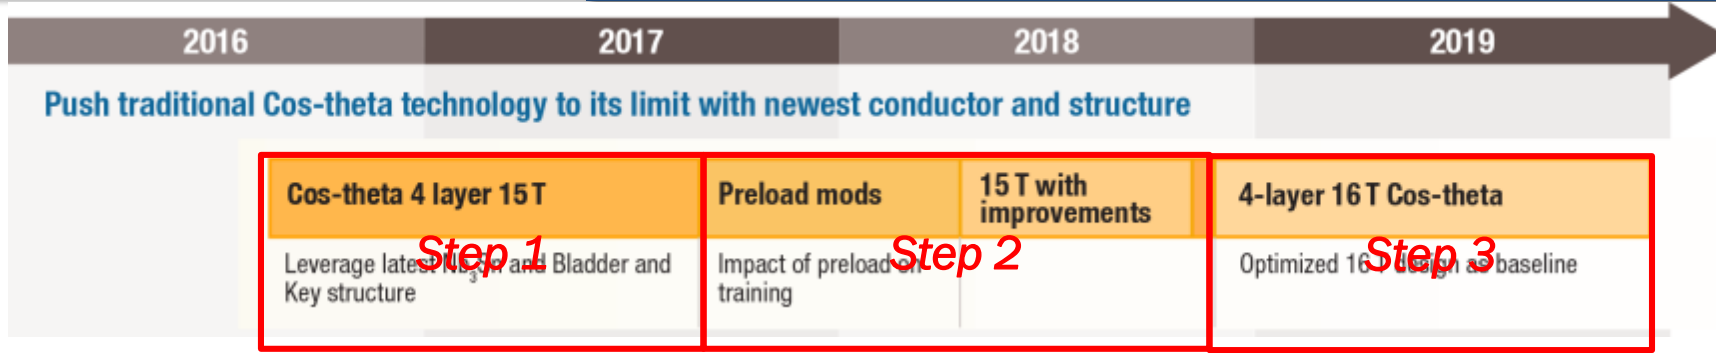 2016 2017 2018 2019
Push traditional Cos-theta technology to its limit with newest conductor and structure
Cos-theta 4 layer 15 T
Leverage latest Nb3Sn and Bladder and
Key structure
Step 1
Preload mods
Impact of preload on
training
15 T with
improvements
Step 2
4-layer 16 T Cos-theta
Optimized 16 T design as baseline
Step 3